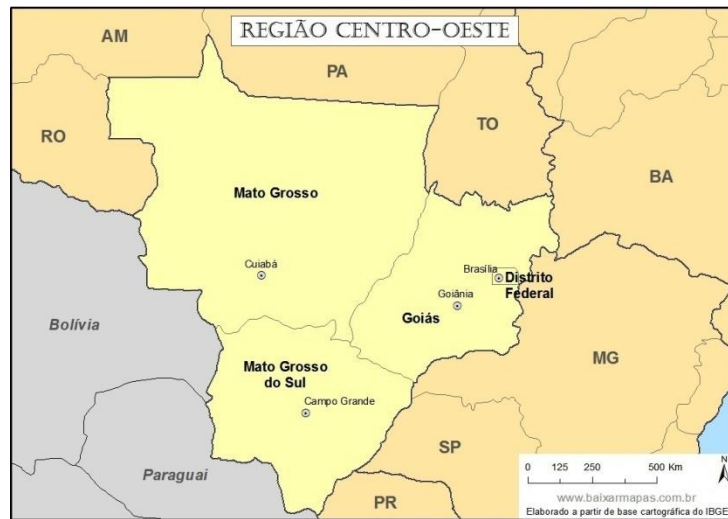 REGIÃO CENTRO-OESTE
AM
PA
RO
TO
BA
Mato Grosso
Cuiabá
Brasília
Distrito
Federal
Goiânia
Goiás
Bolívia
MG
Mato Grosso
do Sul
Campo Grande
SP
Paraguai
PR
N
0 125 250 500 Km
www.baixarmapas.com.br
Elaborado a partir de base cartográfica do IBGE